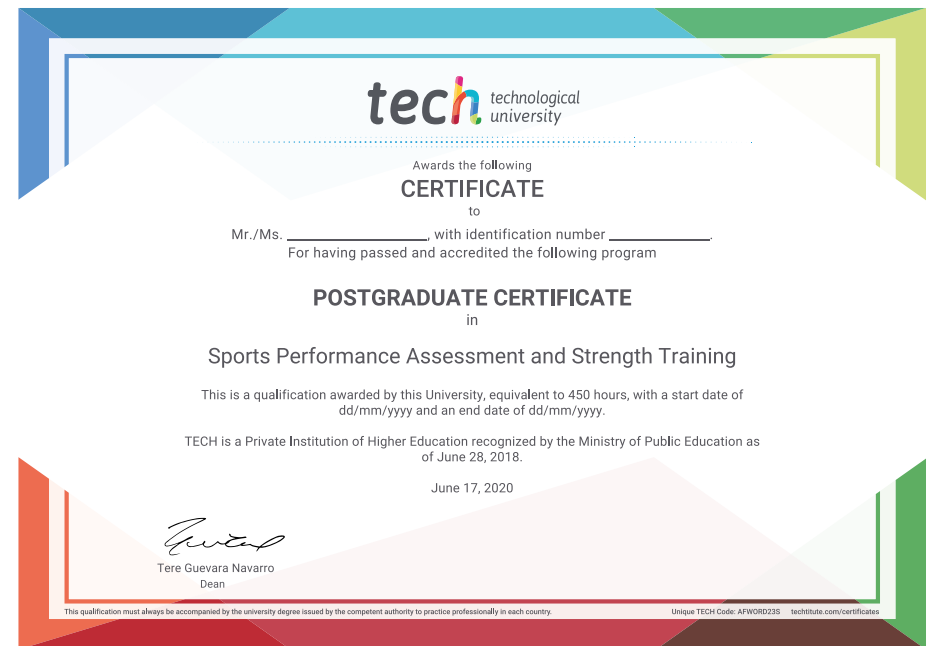 tech technological
university
Awards the following
CERTIFICATE
to
Mr./Ms. ____________________, with identification number ______________.
For having passed and accredited the following program
POSTGRADUATE CERTIFICATE
in
Sports Performance Assessment and Strength Training
This is a qualification awarded by this University, equivalent to 450 hours, with a start date of
dd/mm/yyyy and an end date of dd/mm/yyyy.
TECH is a Private Institution of Higher Education recognized by the Ministry of Public Education as
of June 28, 2018.
June 17, 2020
Tere Guevara Navarro
Dean
This qualification must always be accompanied by the university degree issued by the competent authority to practice professionally in each country.
Unique TECH Code: AFWORD23S techtitute.com/certificates